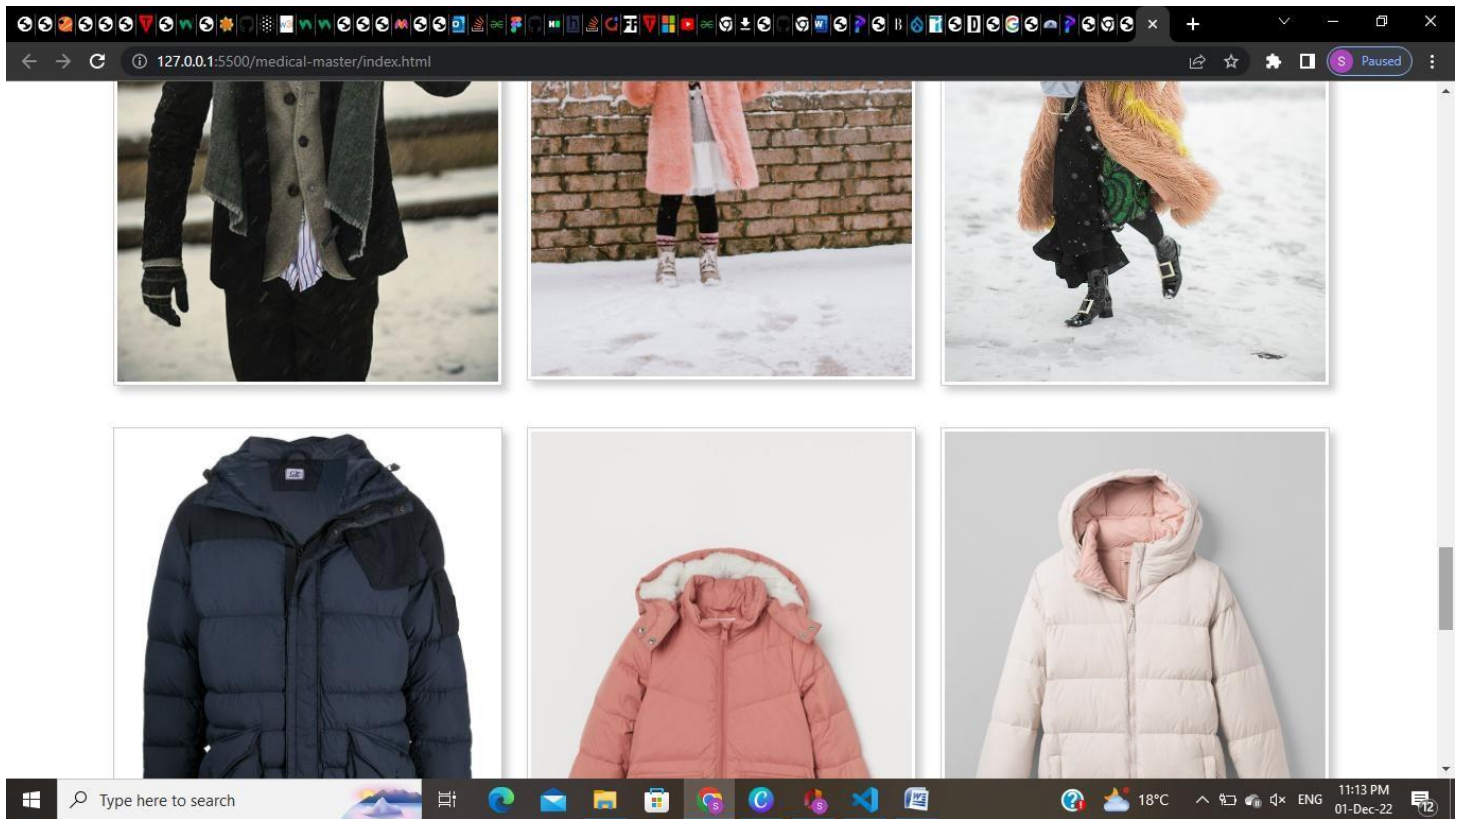 127.0.0.1:5500/medical-master/index.html
S Paused
Type here to search
18°C
ENG
11:13 PM
01-Dec-22
12